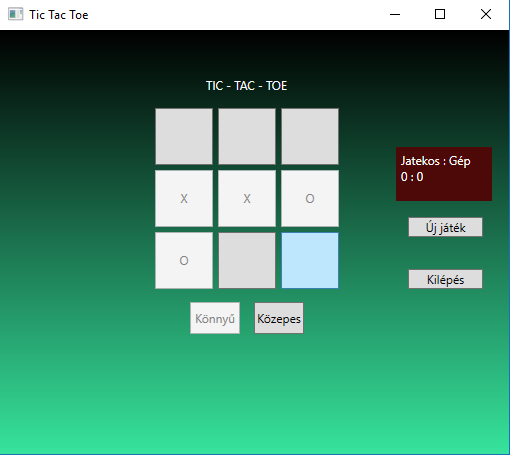 Tic Tac Toe
TIC - TAC - TOE
Jatekos : Gép
0 : 0
X X O
Új játék
O
Kilépés
Könnyű Közepes